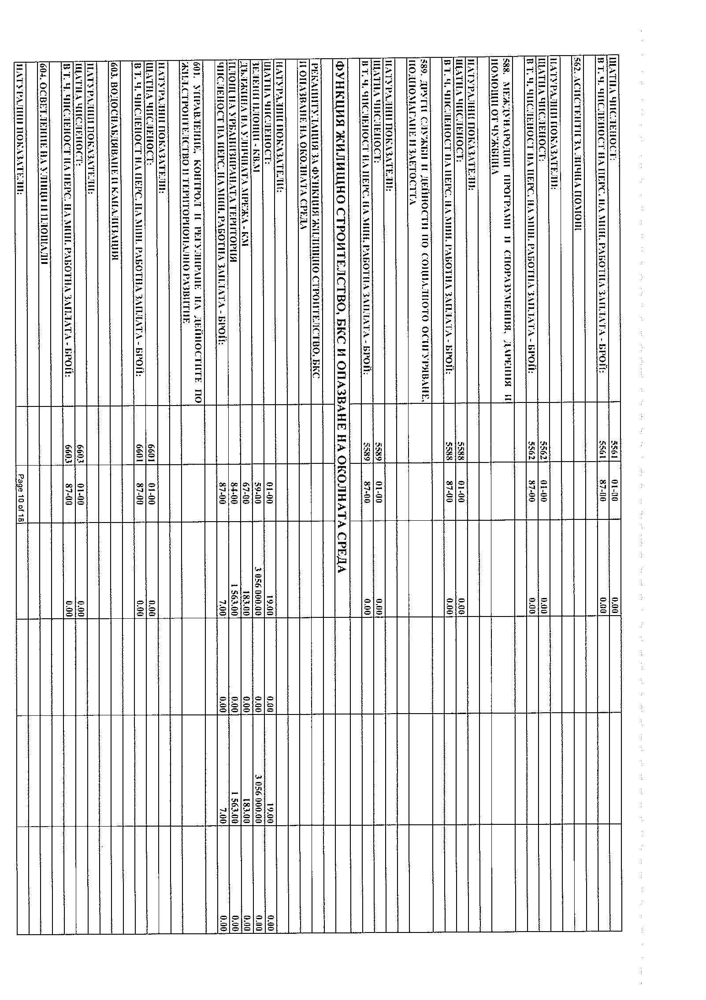 ЩАТНА ЧИСЛЕНОСТ: 5561 01-00 0.00
В Т. Ч. ЧИСЛЕНОСТ НА ПЕРС. НА МИН. РАБОТНА ЗАПЛАТА - БРОЙ: 5561 87-00 0.00
562. АСИСТЕНТИ ЗА ЛИЧНА ПОМОЩ
НАТУРАЛНИ ПОКАЗАТЕЛИ:
ЩАТНА ЧИСЛЕНОСТ: 5562 01-00 0.00
В Т. Ч. ЧИСЛЕНОСТ НА ПЕРС. НА МИН. РАБОТНА ЗАПЛАТА - БРОЙ: 5562 87-00 0.00
588. МЕЖДУНАРОДНИ ПРОГРАМИ И СПОРАЗУМЕНИЯ, ДАРЕНИЯ И
ПОМОЩИ ОТ ЧУЖБИНА
НАТУРАЛНИ ПОКАЗАТЕЛИ:
ЩАТНА ЧИСЛЕНОСТ: 5588 01-00 0.00
В Т. Ч. ЧИСЛЕНОСТ НА ПЕРС. НА МИН. РАБОТНА ЗАПЛАТА - БРОЙ: 5588 87-00 0.00
589. ДРУГИ СЛУЖБИ И ДЕЙНОСТИ ПО СОЦИАЛНОТО ОСИГУРЯВАНЕ,
ПОДПОМАГАНЕ И ЗАЕТОСТТА
НАТУРАЛНИ ПОКАЗАТЕЛИ:
ЩАТНА ЧИСЛЕНОСТ: 5589 01-00 0.00
В Т. Ч. ЧИСЛЕНОСТ НА ПЕРС. НА МИН. РАБОТНА ЗАПЛАТА - БРОЙ: 5589 87-00 0.00
ФУНКЦИЯ ЖИЛИЩНО СТРОИТЕЛСТВО, БКС И ОПАЗВАНЕ НА ОКОЛНАТА СРЕДА
РЕКАПИТУЛАЦИЯ ЗА ФУНКЦИЯ ЖИЛИЩНО СТРОИТЕЛСТВО, БКС
И ОПАЗВАНЕ НА ОКОЛНАТА СРЕДА
НАТУРАЛНИ ПОКАЗАТЕЛИ:
ЩАТНА ЧИСЛЕНОСТ: 01-00 19.00 0.00 19.00 0.00
ЗЕЛЕНИ ПЛОЩИ - КВ.М 59-00 3 056 000.00 0.00 3 056 000.00 0.00
ДЪЛЖИНА НА УЛИЧНАТА МРЕЖА - КМ 67-00 183.00 0.00 183.00 0.00
ПЛОЩ НА УРБАНИЗИРАНАТА ТЕРИТОРИЯ 84-00 1 563.00 0.00 1 563.00 0.00
ЧИСЛЕНОСТ НА ПЕРС. НА МИН. РАБОТНА ЗАПЛАТА - БРОЙ: 87-00 7.00 0.00 7.00 0.00
601. УПРАВЛЕНИЕ, КОНТРОЛ И РЕГУЛИРАНЕ НА ДЕЙНОСТИТЕ ПО
ЖИЛ.СТРОИТЕЛСТВО И ТЕРИТОРИОНАЛНО РАЗВИТИЕ
НАТУРАЛНИ ПОКАЗАТЕЛИ:
ЩАТНА ЧИСЛЕНОСТ: 6601 01-00 0.00
В Т. Ч. ЧИСЛЕНОСТ НА ПЕРС. НА МИН. РАБОТНА ЗАПЛАТА - БРОЙ: 6601 87-00 0.00
603. ВОДОСНАБДЯВАНЕ И КАНАЛИЗАЦИЯ
НАТУРАЛНИ ПОКАЗАТЕЛИ:
ЩАТНА ЧИСЛЕНОСТ: 6603 01-00 0.00
В Т. Ч. ЧИСЛЕНОСТ НА ПЕРС. НА МИН. РАБОТНА ЗАПЛАТА - БРОЙ: 6603 87-00 0.00
604. ОСВЕТЛЕНИЕ НА УЛИЦИ И ПЛОЩАДИ
НАТУРАЛНИ ПОКАЗАТЕЛИ:
Page 10 of 18